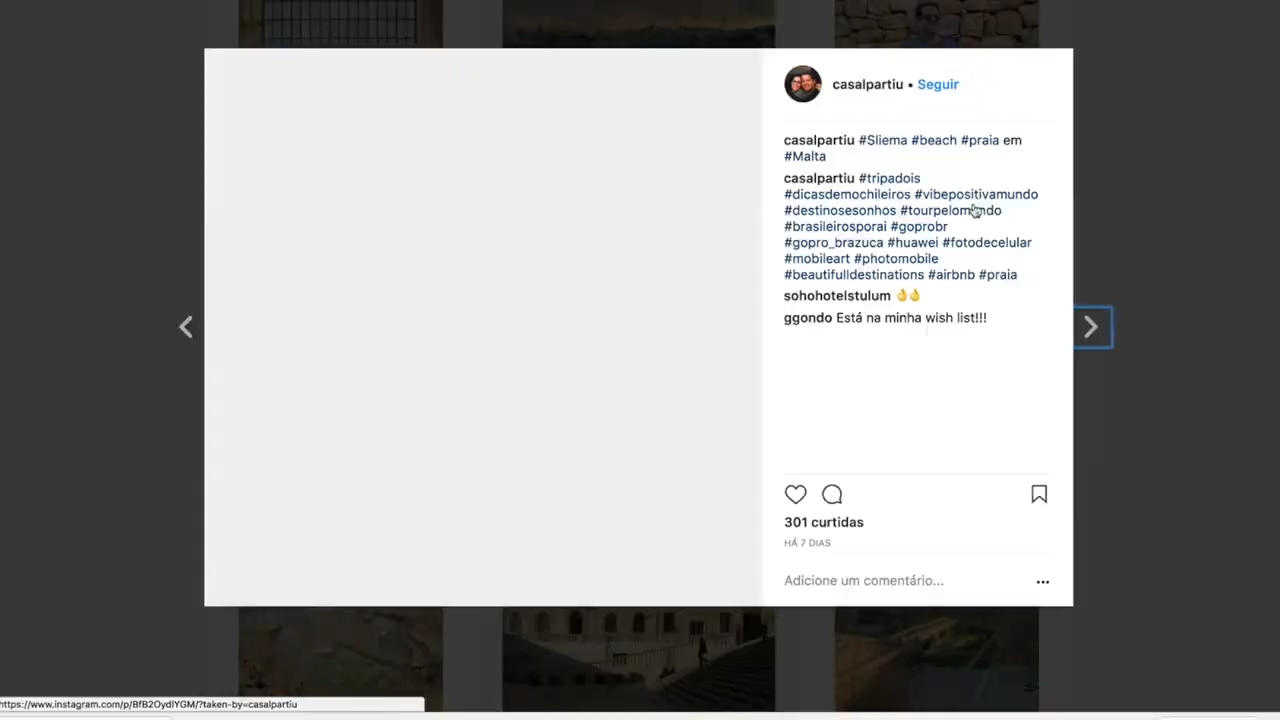 casalpartiu • Seguir
casalpartiu #Sliema #beach #praia em
#Malta
casalpartiu #tripadois
#dicasdemochileiros #vibepositivamundo
#destinosesonhos #tourpelomundo
#brasileirosporai #goprobr
#gopro_brazuca #huawei #fotodecelular
#mobileart #photomobile
#beautifulldestinations #airbnb #praia
sohohotelstulum 👌👌
ggondo Está na minha wish list!!!
301 curtidas
HÁ 7 DIAS
Adicione um comentário...
https://www.instagram.com/p/BfB2OydlYGM/?taken-by=casalpartiu